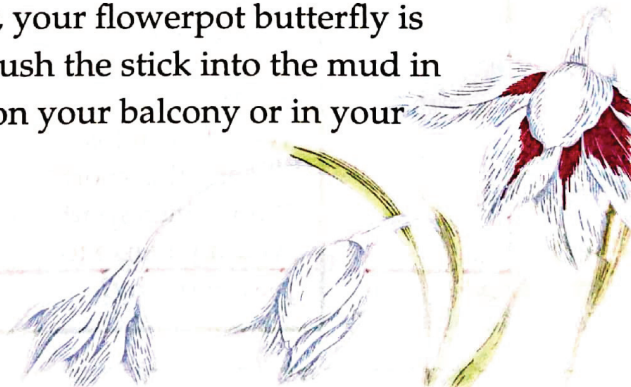 , your flowerpot butterfly is
ush the stick into the mud in
on your balcony or in your